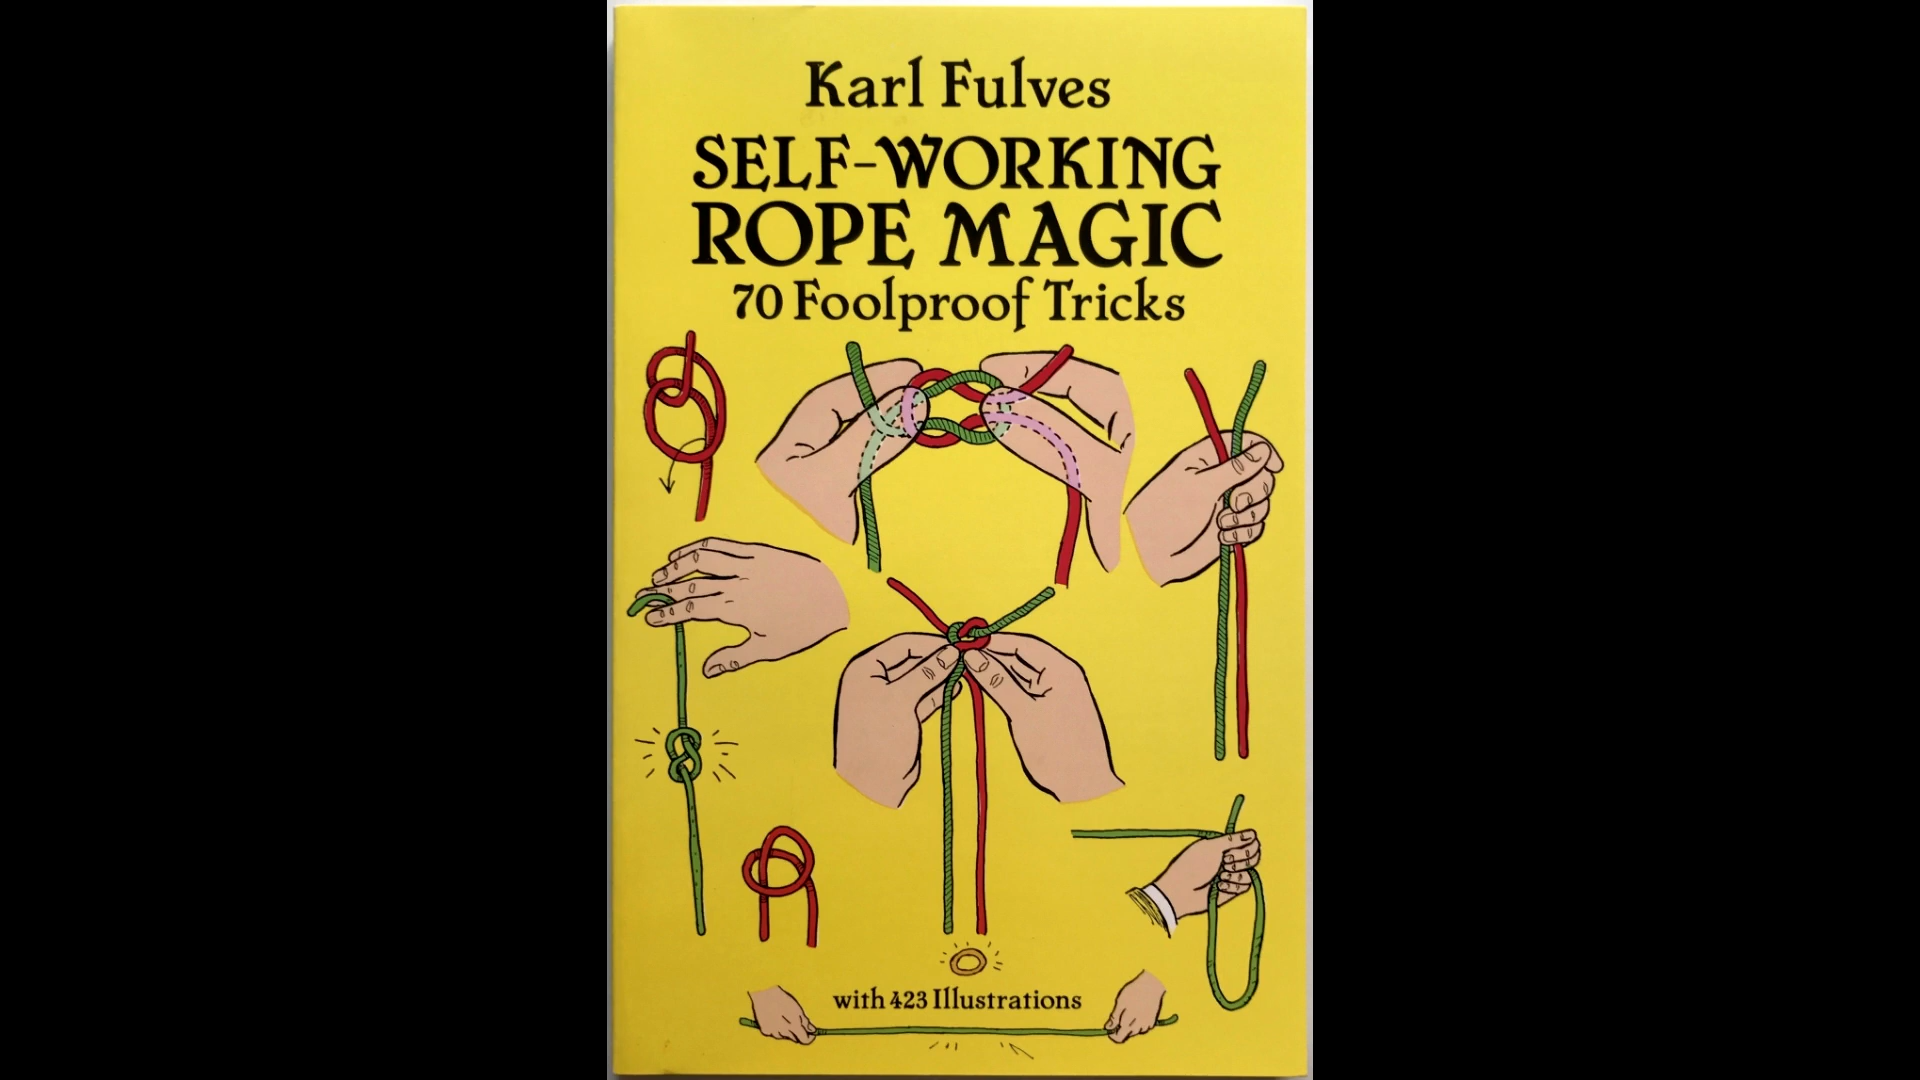 Karl Fulves
SELF-WORKING
ROPE MAGIC
70 Foolproof Tricks
with 423 Illustrations